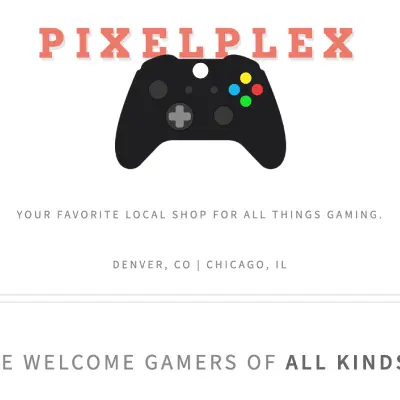 PIXELPLEX
YOUR FAVORITE LOCAL SHOP FOR ALL THINGS GAMING.
DENVER, CO | CHICAGO, IL
E WELCOME GAMERS OF ALL KINDS